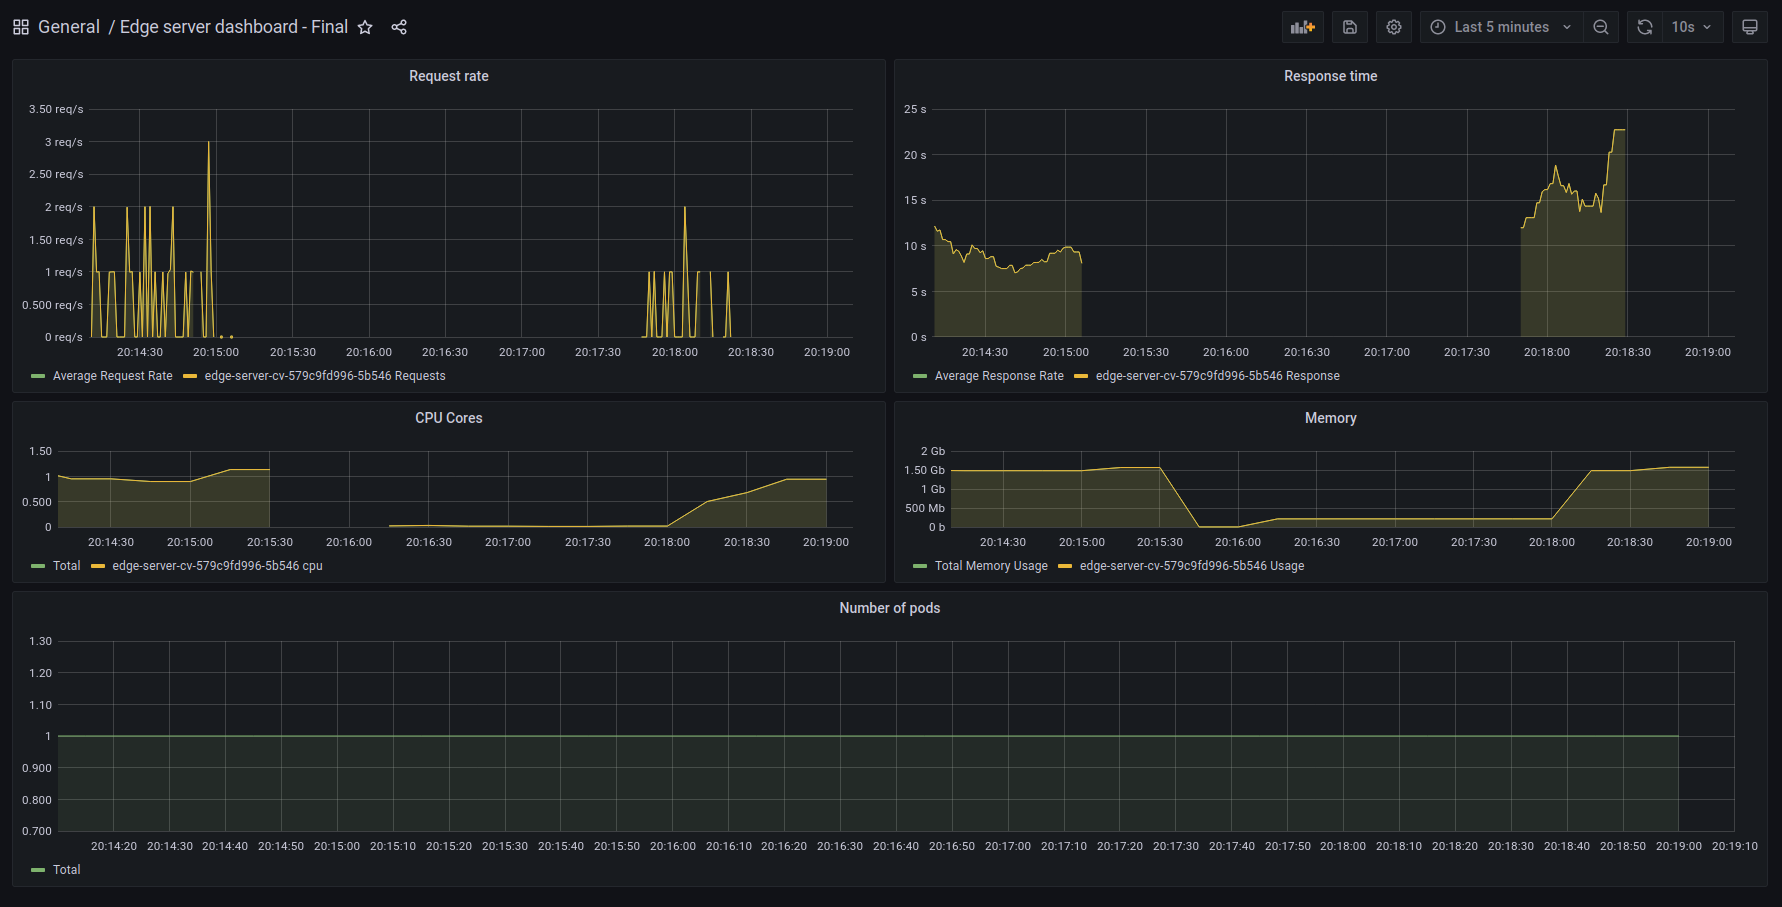 General / Edge server dashboard - Final
Last 5 minutes
10s
Request rate
3.50 req/s
3 req/s
2.50 req/s
2 req/s
1.50 req/s
1 req/s
0.500 req/s
0 req/s
20:14:30 20:15:00 20:15:30 20:16:00 20:16:30 20:17:00 20:17:30 20:18:00 20:18:30 20:19:00
Average Request Rate edge-server-cv-579c9fd996-5b546 Requests
Response time
25 s
20 s
15 s
10 s
5 s
0 s
20:14:30 20:15:00 20:15:30 20:16:00 20:16:30 20:17:00 20:17:30 20:18:00 20:18:30 20:19:00
Average Response Rate edge-server-cv-579c9fd996-5b546 Response
CPU Cores
1.50
1
0.500
0
20:14:30 20:15:00 20:15:30 20:16:00 20:16:30 20:17:00 20:17:30 20:18:00 20:18:30 20:19:00
Total edge-server-cv-579c9fd996-5b546 cpu
Memory
2 Gb
1.50 Gb
1 Gb
500 Mb
0 b
20:14:30 20:15:00 20:15:30 20:16:00 20:16:30 20:17:00 20:17:30 20:18:00 20:18:30 20:19:00
Total Memory Usage edge-server-cv-579c9fd996-5b546 Usage
Number of pods
1.30
1.20
1.10
1
0.900
0.800
0.700
20:14:20 20:14:30 20:14:40 20:14:50 20:15:00 20:15:10 20:15:20 20:15:30 20:15:40 20:15:50 20:16:00 20:16:10 20:16:20 20:16:30 20:16:40 20:16:50 20:17:00 20:17:10 20:17:20 20:17:30 20:17:40 20:17:50 20:18:00 20:18:10 20:18:20 20:18:30 20:18:40 20:18:50 20:19:00 20:19:10
Total